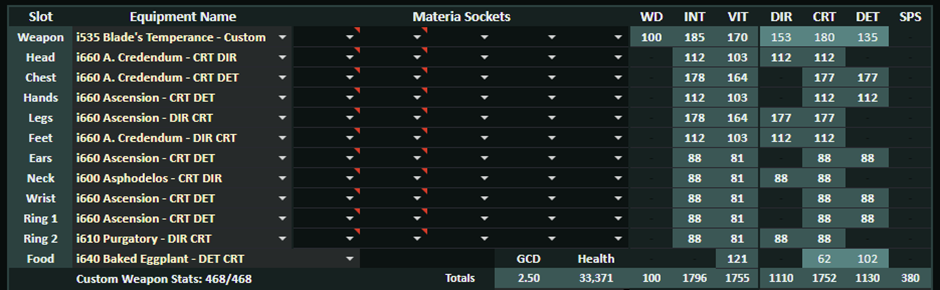 Slot Equipment Name Materia Sockets WD INT VIT DIR CRT DET SPS
Weapon i535 Blade's Temperance - Custom 100 185 170 153 180 135 -
Head i660 A. Credendum - CRT DIR - 112 103 112 112 - -
Chest i660 A. Credendum - CRT DET - 178 164 - 177 177 -
Hands i660 Ascension - CRT DET - 112 103 - 112 112 -
Legs i660 Ascension - DIR CRT - 178 164 177 177 - -
Feet i660 A. Credendum - DIR CRT - 112 103 112 112 - -
Ears i660 Ascension - CRT DET - 88 81 - 88 88 -
Neck i600 Asphodelos - CRT DIR - 88 81 88 88 - -
Wrist i660 Ascension - CRT DET - 88 81 - 88 88 -
Ring 1 i660 Ascension - CRT DET - 88 81 - 88 88 -
Ring 2 i610 Purgatory - DIR CRT - 88 81 88 88 - -
Food i640 Baked Eggplant - DET CRT GCD Health - - 121 - 62 102 -
Custom Weapon Stats: 468/468 Totals 2.50 33,371 100 1796 1755 1110 1752 1130 380